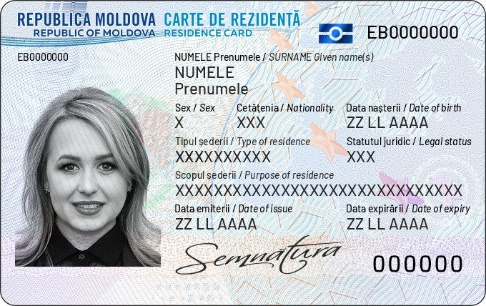 REPUBLICA MOLDOVA CARTE DE REZIDENȚĂ
REPUBLIC OF MOLDOVA RESIDENCE CARD
EB0000000
EB0000000
NUMELE Prenumele / SURNAME Given name(s)
NUMELE
Prenumele
Sex / Sex Cetățenia / Nationality Data nașterii / Date of birth
X XXX ZZ LL AAAA
Tipul șederii / Type of residence Statutul juridic / Legal status
XXXXXXXXXX XXX
Scopul șederii / Purpose of residence
XXXXXXXXXXXXXXXXXXXXXXXXXXXXXX
Data emiterii / Date of issue Data expirării / Date of expiry
ZZ LL AAAA ZZ LL AAAA
Semnatura
000000